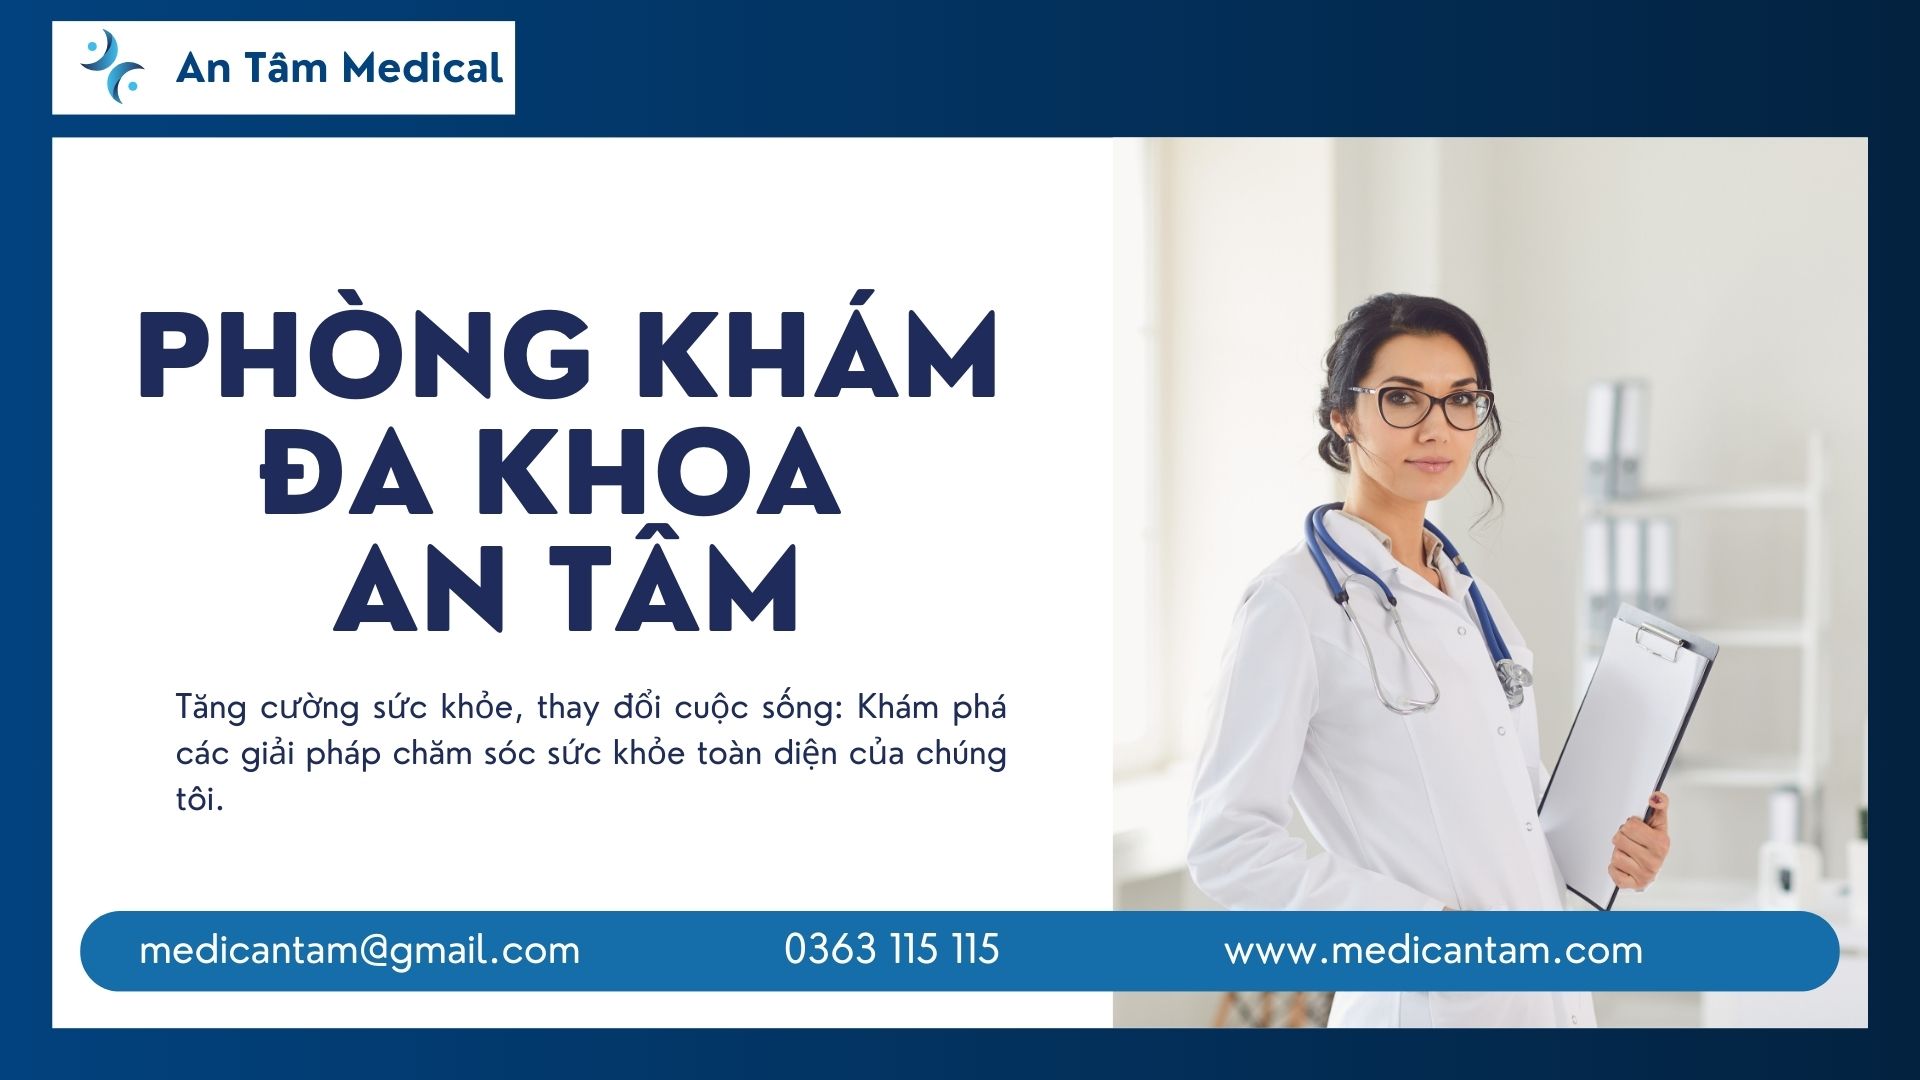 An Tâm Medical
PHÒNG KHÁM
ĐA KHOA
AN TÂM
Tăng cường sức khỏe, thay đổi cuộc sống: Khám phá
các giải pháp chăm sóc sức khỏe toàn diện của chúng
tôi.
medicantam@gmail.com
0363 115 115
www.medicantam.com